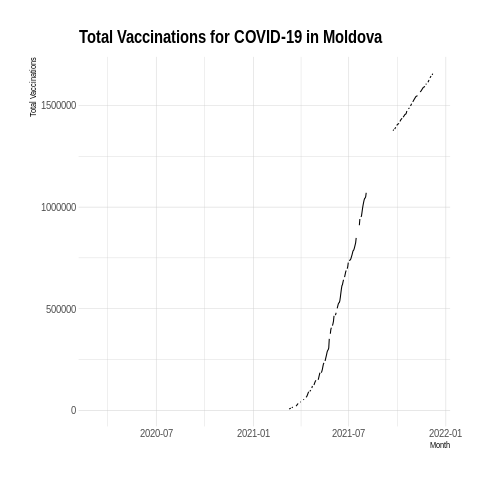 Total Vaccinations for COVID-19 in Moldova
Total Vaccinations
1500000
1000000
500000
0
2020-07 2021-01 2021-07 2022-01
Month